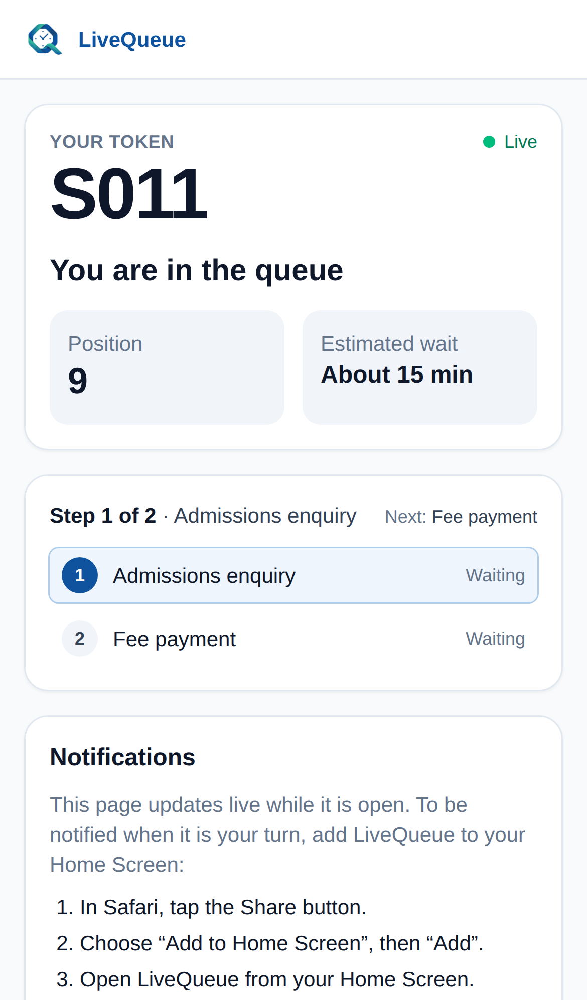 LiveQueue
YOUR TOKEN
Live
S011
You are in the queue
Position
9
Estimated wait
About 15 min
Step 1 of 2 · Admissions enquiry
Next: Fee payment
1 Admissions enquiry Waiting
2 Fee payment Waiting
Notifications
This page updates live while it is open. To be
notified when it is your turn, add LiveQueue to your
Home Screen:
1. In Safari, tap the Share button.
2. Choose “Add to Home Screen”, then “Add”.
3. Open LiveQueue from your Home Screen.